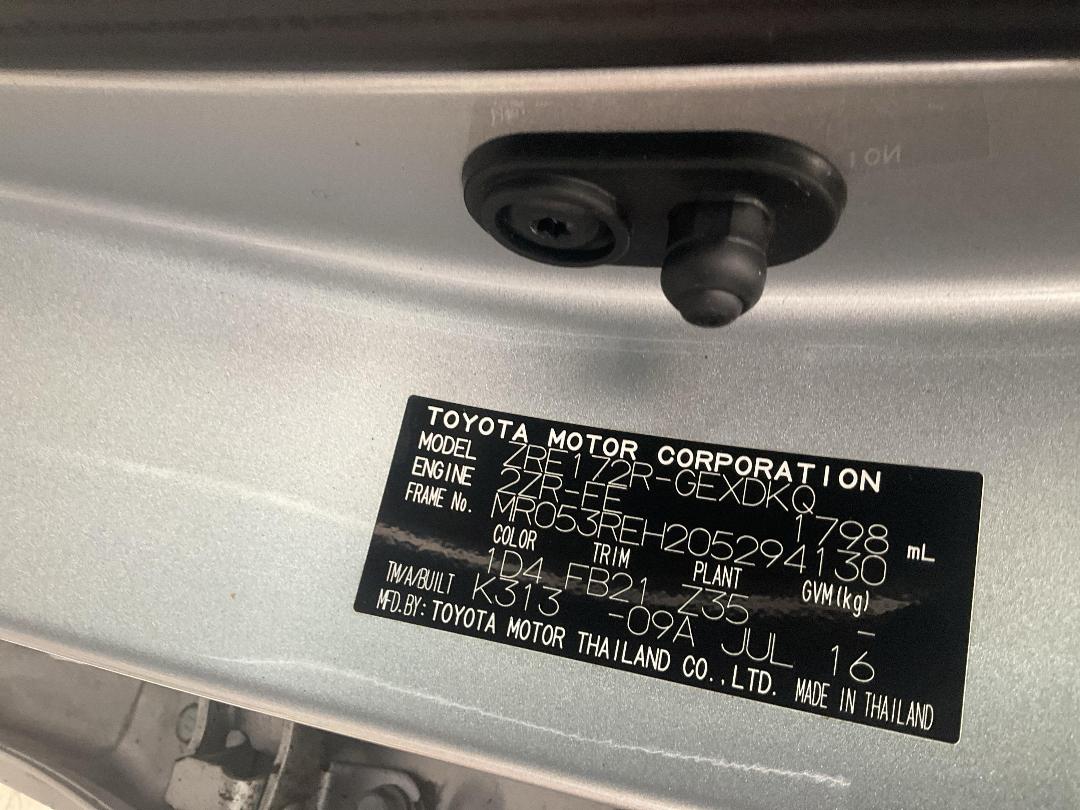 TOYOTA MOTOR CORPORATION
MODEL ZRE172R-GEXDKQ
ENGINE 2ZR-FE 1798 mL
FRAME No. MR053REH205294130
COLOR TRIM PLANT GVM(kg)
1D4 FB21 Z35 -
TM/A/BUILT K313 -09A JUL 16
MFD.BY: TOYOTA MOTOR THAILAND CO.,LTD. MADE IN THAILAND